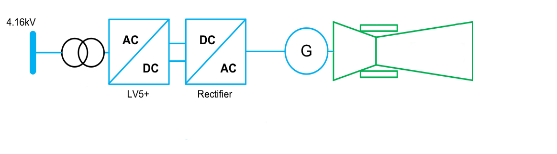 4.16kV
AC
DC
DC
AC
G
LV5+
Rectifier